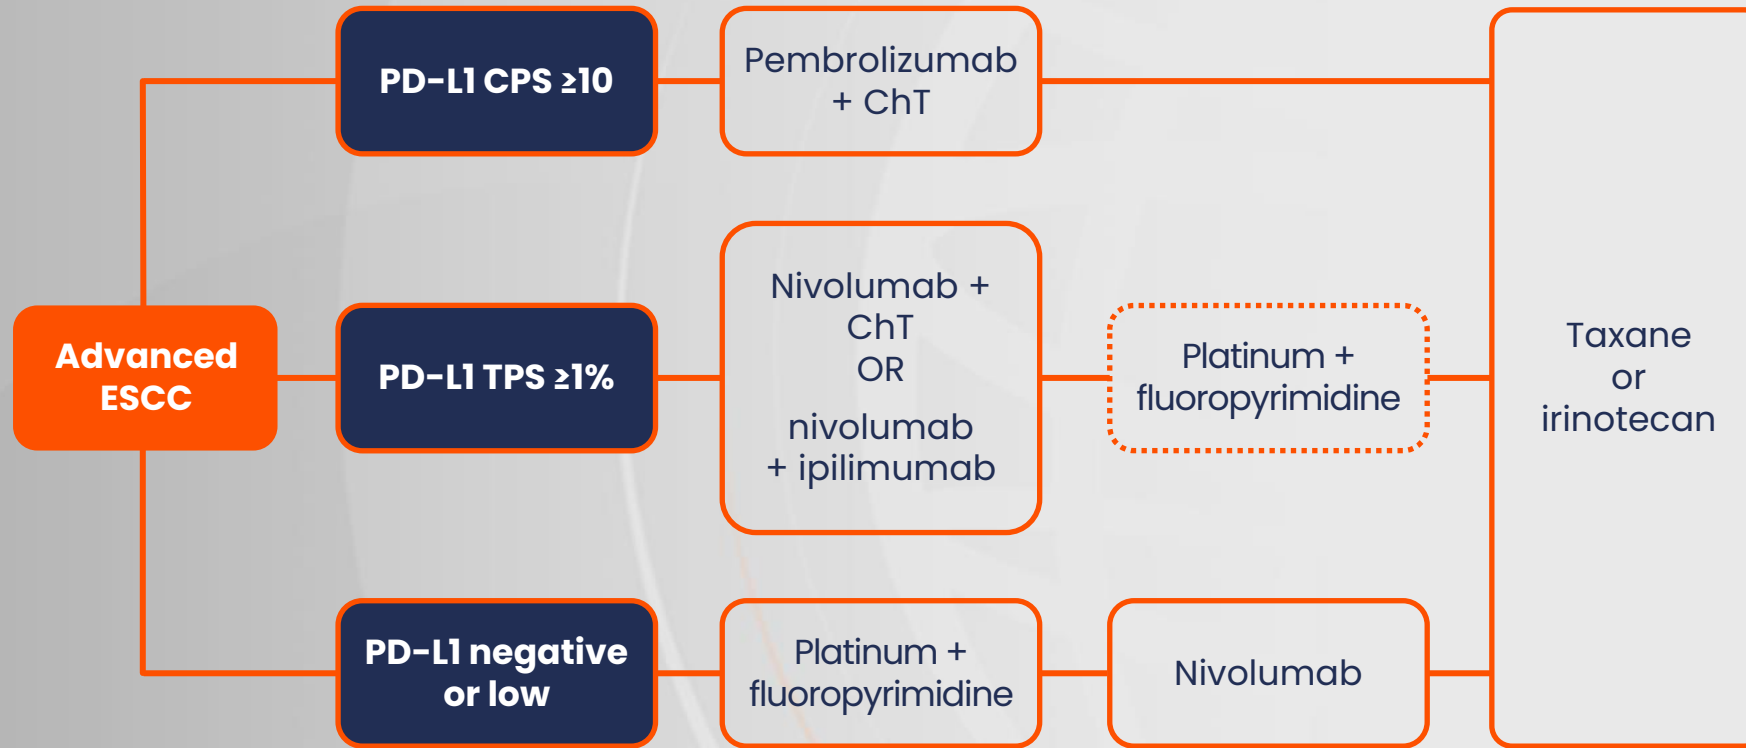 PD-L1 CPS ≥10
Pembrolizumab
+ ChT
Advanced
ESCC
PD-L1 TPS ≥1%
Nivolumab +
ChT
OR
nivolumab
+ ipilimumab
Platinum +
fluoropyrimidine
Taxane
or
irinotecan
PD-L1 negative
or low
Platinum +
fluoropyrimidine
Nivolumab